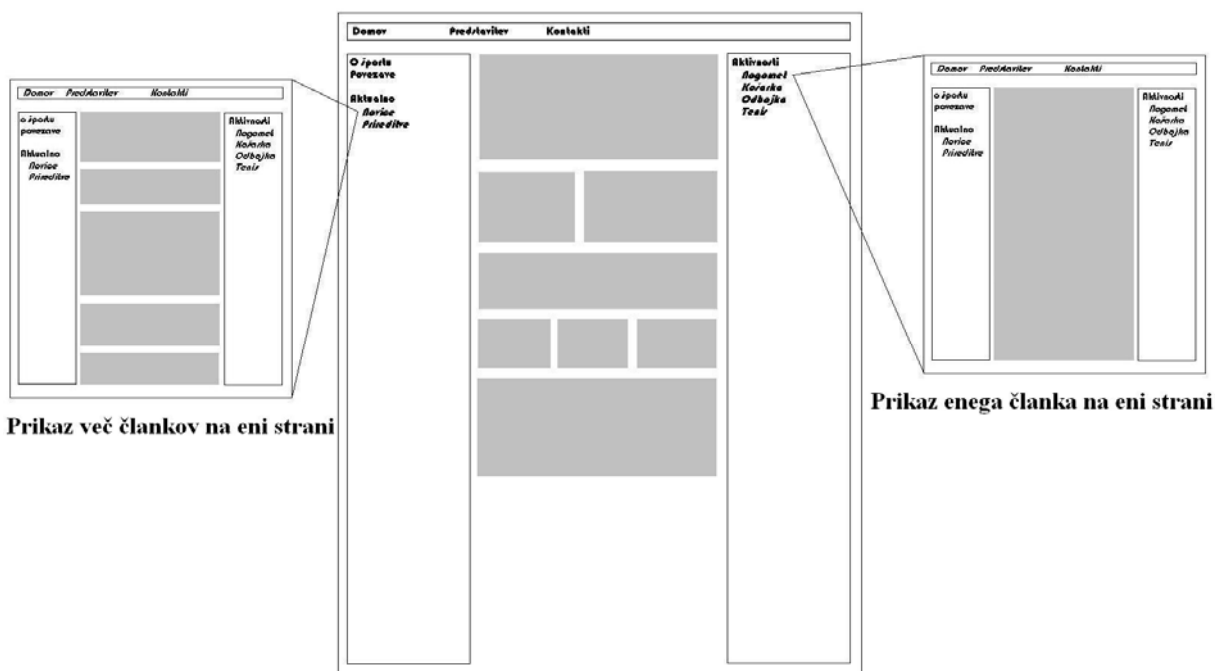 Domov Predstavitev Kontakti
O športu
Povezave
Aktualno
Novice
Prireditve
Aktivnosti
Nogomet
Košarka
Odbojka
Tenis
Domov Predstavitev Kontakti
o športu
povezave
Aktualno
Novice
Prireditve
Aktivnosti
Nogomet
Košarka
Odbojka
Tenis
Prikaz več člankov na eni strani
Domov Predstavitev Kontakti
o športu
povezave
Aktualno
Novice
Prireditve
Aktivnosti
Nogomet
Košarka
Odbojka
Tenis
Prikaz enega članka na eni strani